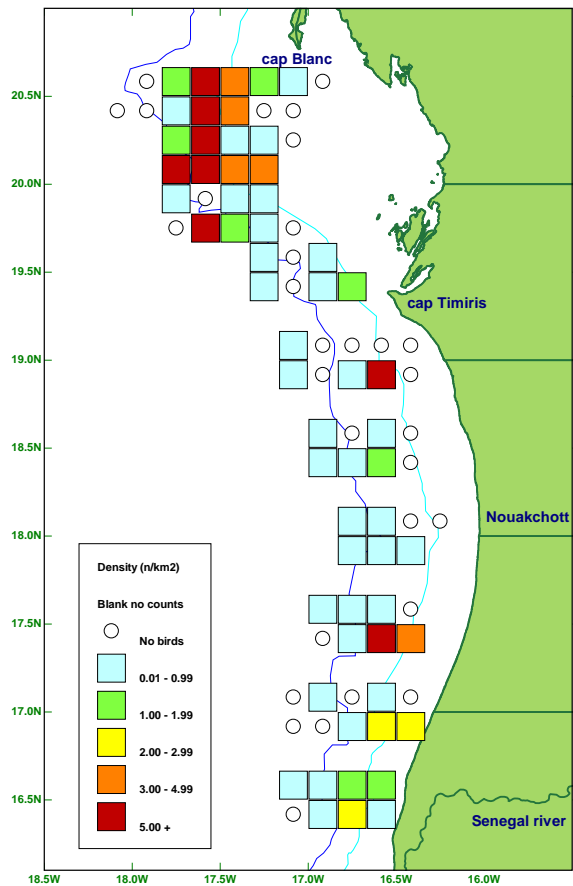 cap Blanc
20.5N
20.0N
19.5N
cap Timiris
19.0N
18.5N
Nouakchott
18.0N
Density (n/km2)
Blank no counts
No birds
0.01 - 0.99
1.00 - 1.99
2.00 - 2.99
3.00 - 4.99
5.00 +
17.5N
17.0N
16.5N
Senegal river
18.5W
18.0W
17.5W
17.0W
16.5W
16.0W